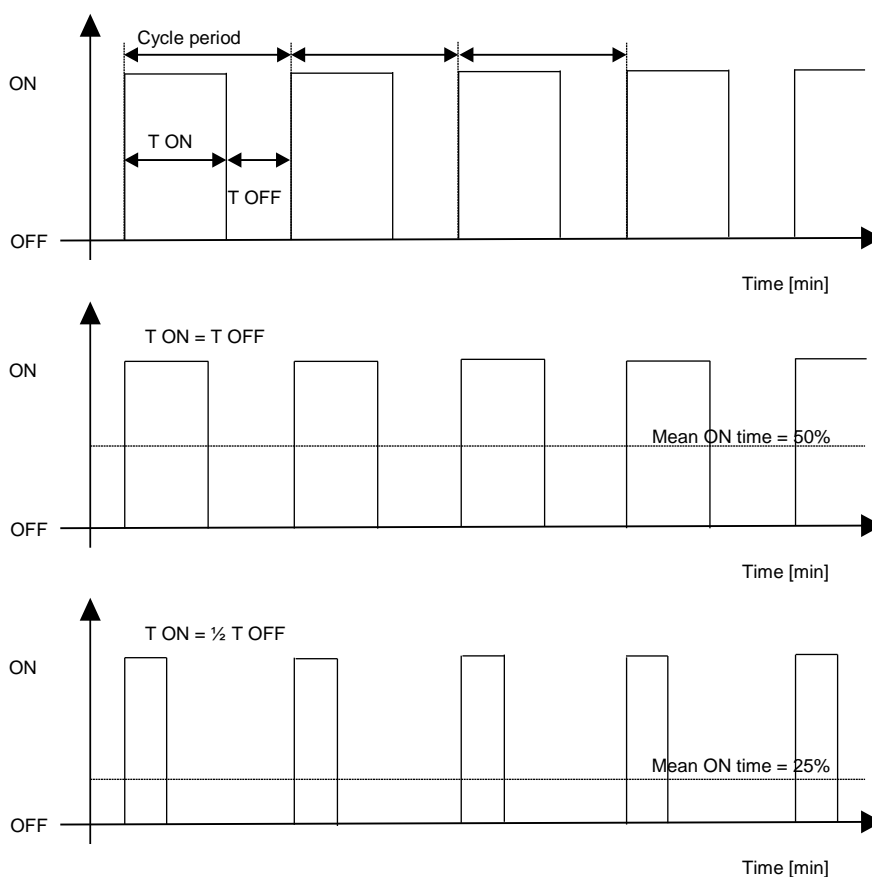 Cycle period
ON
T ON
T OFF
OFF
Time [min]
T ON = T OFF
ON
Mean ON time = 50%
OFF
Time [min]
T ON = ½ T OFF
ON
Mean ON time = 25%
OFF
Time [min]